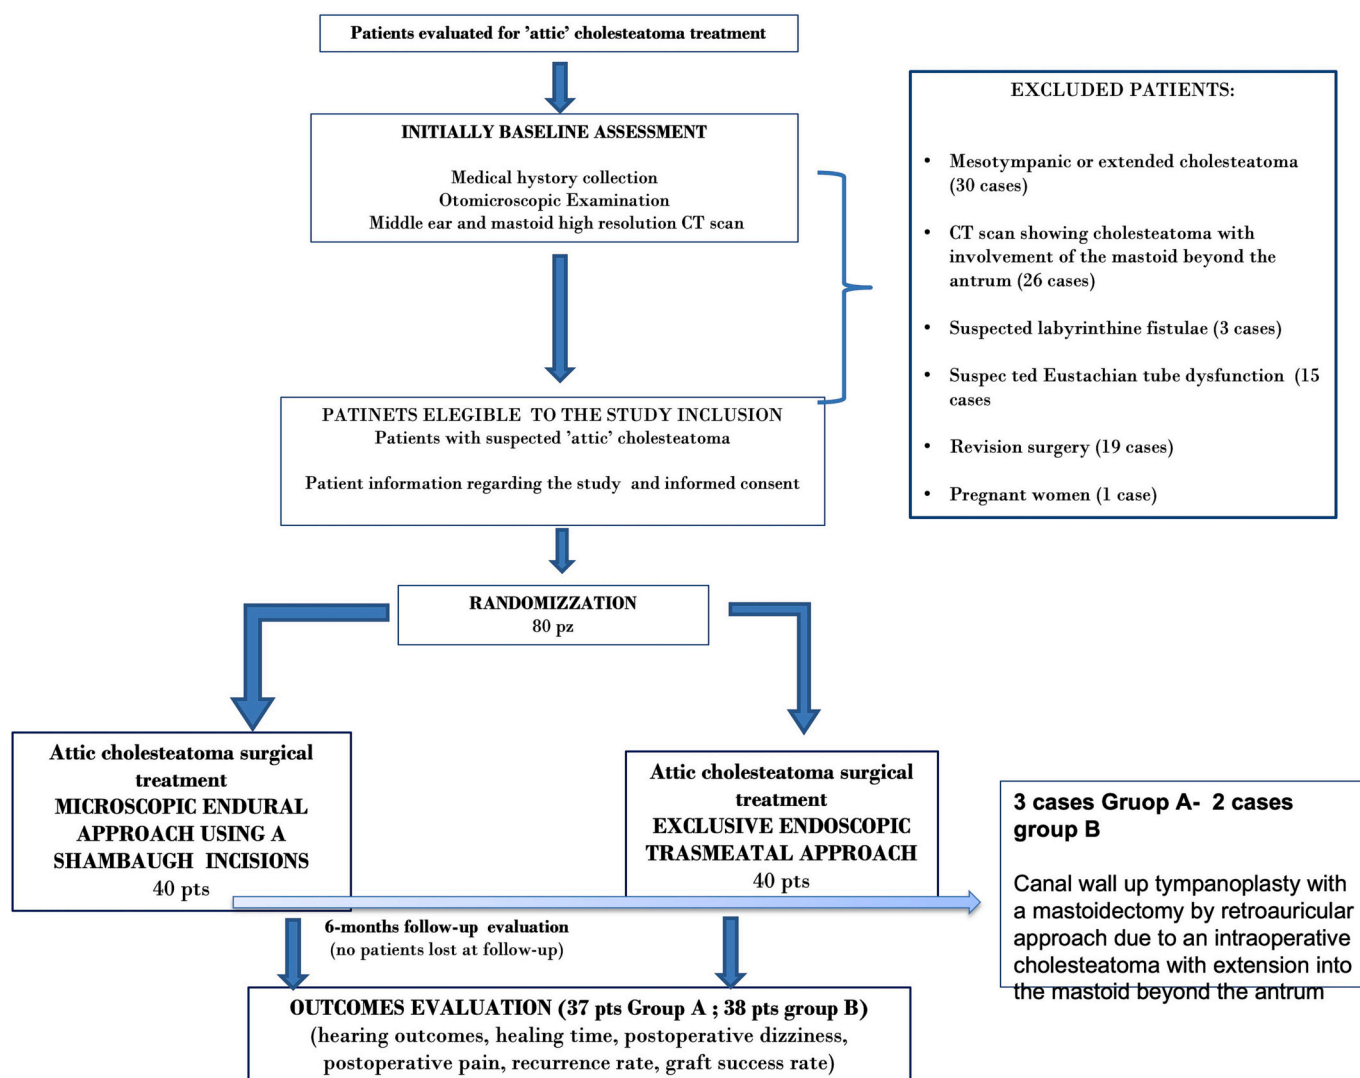 Patients evaluated for 'attic' cholesteatoma treatment
INITIALLY BASELINE ASSESSMENT
Medical hystory collection
Otomicroscopic Examination
Middle ear and mastoid high resolution CT scan
EXCLUDED PATIENTS:
• Mesotympanic or extended cholesteatoma
(30 cases)
• CT scan showing cholesteatoma with
involvement of the mastoid beyond the
antrum (26 cases)
• Suspected labyrinthine fistulae (3 cases)
• Suspec ted Eustachian tube dysfunction (15
cases
• Revision surgery (19 cases)
• Pregnant women (1 case)
PATINETS ELEGIBLE TO THE STUDY INCLUSION
Patients with suspected 'attic' cholesteatoma
Patient information regarding the study and informed consent
RANDOMIZZATION
80 pz
Attic cholesteatoma surgical
treatment
MICROSCOPIC ENDURAL
APPROACH USING A
SHAMBAUGH INCISIONS
40 pts
Attic cholesteatoma surgical
treatment
EXCLUSIVE ENDOSCOPIC
TRASMEATAL APPROACH
40 pts
3 cases Gruop A- 2 cases
group B
Canal wall up tympanoplasty with
a mastoidectomy by retroauricular
approach due to an intraoperative
cholesteatoma with extension into
the mastoid beyond the antrum
6-months follow-up evaluation
(no patients lost at follow-up)
OUTCOMES EVALUATION (37 pts Group A ; 38 pts group B)
(hearing outcomes, healing time, postoperative dizziness,
postoperative pain, recurrence rate, graft success rate)